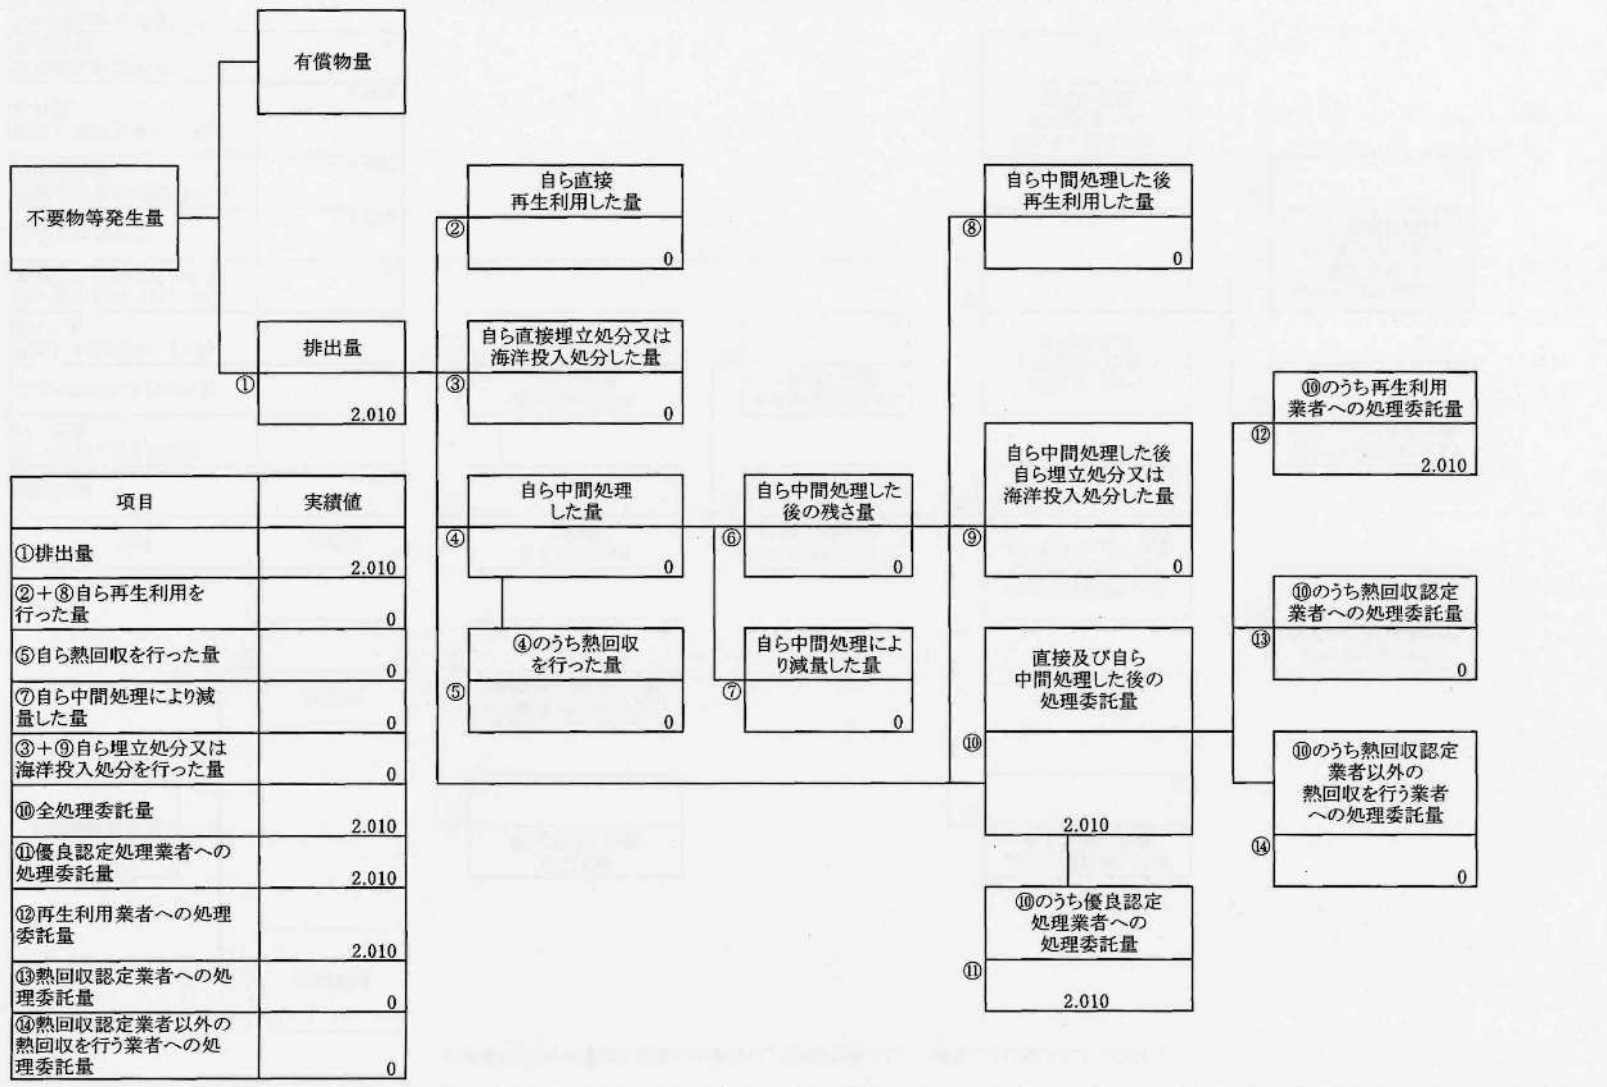 有償物量
不要物等発生量
排出量
①
2.010
自ら直接
再生利用した量
②
0
自ら直接埋立処分又は
海洋投入処分した量
③
0
自ら中間処理
した量
④
0
④のうち熱回収
を行った量
⑤
0
自ら中間処理した
後の残さ量
⑥
0
自ら中間処理によ
り減量した量
⑦
0
自ら中間処理した後
再生利用した量
⑧
0
自ら中間処理した後
自ら埋立処分又は
海洋投入処分した量
⑨
0
直接及び自ら
中間処理した後の
処理委託量
⑩
2.010
⑩のうち優良認定
処理業者への
処理委託量
⑪
2.010
⑩のうち再生利用
業者への処理委託量
⑫
2.010
⑩のうち熱回収認定
業者への処理委託量
⑬
0
⑩のうち熱回収認定
業者以外の
熱回収を行う業者
への処理委託量
⑭
0
項目 実績値
①排出量
2.010
②+⑧自ら再生利用を
行った量 0
⑤自ら熱回収を行った量
0
⑦自ら中間処理により減
量した量 0
③+⑨自ら埋立処分又は
海洋投入処分を行った量 0
⑩全処理委託量
2.010
⑪優良認定処理業者への
処理委託量 2.010
⑫再生利用業者への処理
委託量
2.010
⑬熱回収認定業者への処
理委託量 0
⑭熱回収認定業者以外の
熱回収を行う業者への処
理委託量 0